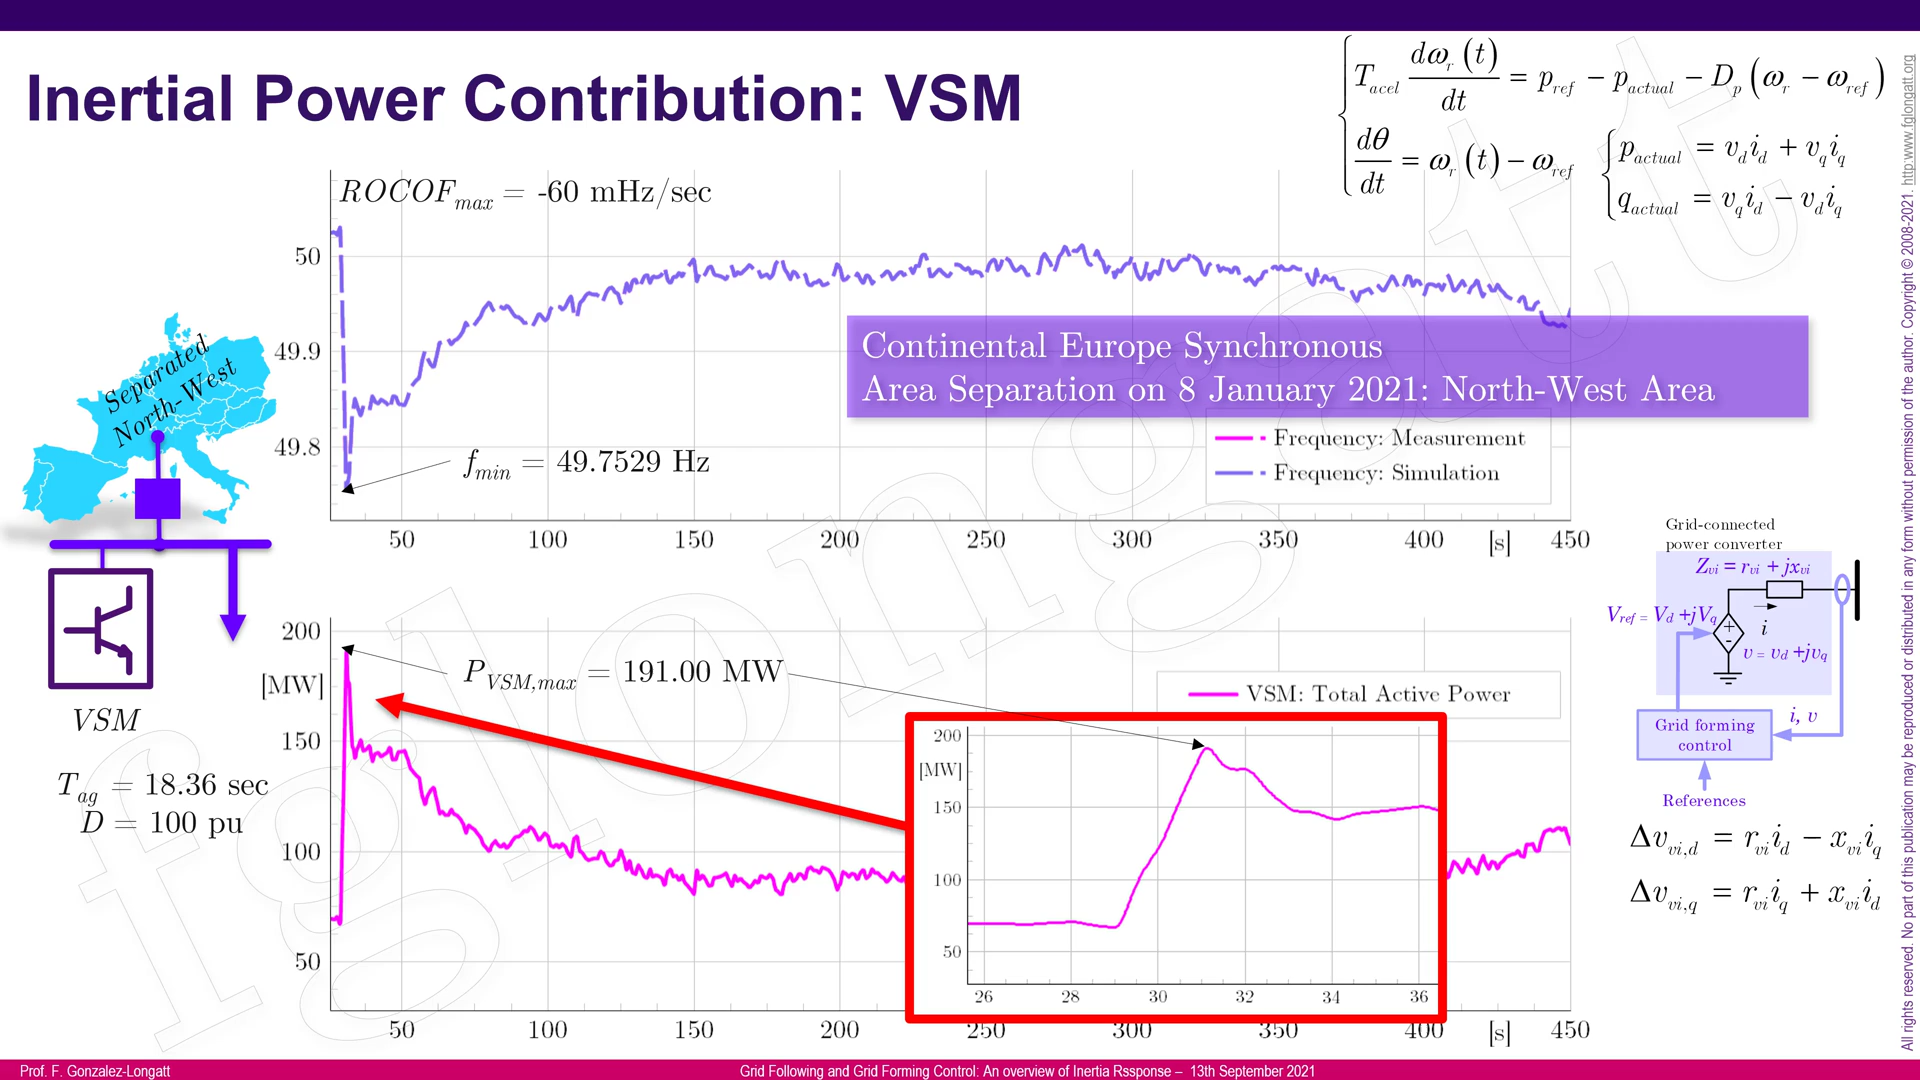 Inertial Power Contribution: VSM
T_acel dω_r(t)/dt = p_ref − p_actual − D_p(ω_r − ω_ref)
dθ/dt = ω_r(t) − ω_ref
p_actual = v_d i_d + v_q i_q
q_actual = v_q i_d − v_d i_q
ROCOF_max = -60 mHz/sec
50
49.9
49.8
f_min = 49.7529 Hz
Continental Europe Synchronous
Area Separation on 8 January 2021: North-West Area
Frequency: Measurement
Frequency: Simulation
50 100 150 200 250 300 350 400 [s] 450
Separated
North-West
VSM
T_ag = 18.36 sec
D = 100 pu
200
[MW]
150
100
50
P_VSM,max = 191.00 MW
VSM: Total Active Power
200
[MW]
150
100
50
26 28 30 32 34 36
50 100 150 200 250 300 350 400 [s] 450
Grid-connected
power converter
Z_vi = r_vi + jx_vi
V_ref = V_d +jV_q
+
-
i
v = v_d +jv_q
Grid forming
control
i, v
References
Δv_vi,d = r_vi i_d − x_vi i_q
Δv_vi,q = r_vi i_q + x_vi i_d
fglongatt
All rights reserved. No part of this publication may be reproduced or distributed in any form without permission of the author. Copyright © 2008-2021. http:www.fglongatt.org
Prof. F. Gonzalez-Longatt
Grid Following and Grid Forming Control: An overview of Inertia Rssponse – 13th September 2021